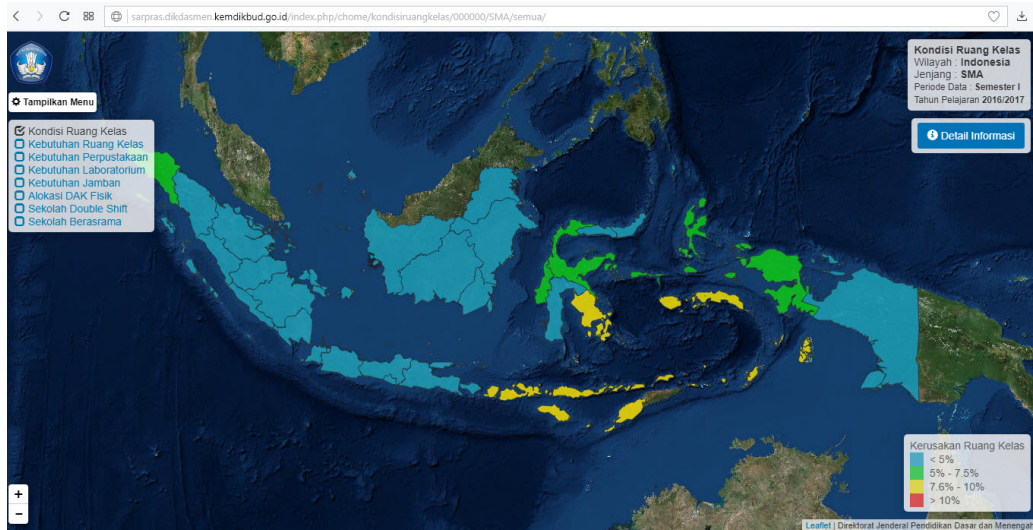 sarpras.dikdasmen.kemdikbud.go.id/index.php/chome/kondisiruangkelas/000000/SMA/semua/
Kondisi Ruang Kelas
Wilayah : Indonesia
Jenjang : SMA
Periode Data : Semester I
Tahun Pelajaran 2016/2017
Detail Informasi
Tampilkan Menu
Kondisi Ruang Kelas
Kebutuhan Ruang Kelas
Kebutuhan Perpustakaan
Kebutuhan Laboratorium
Kebutuhan Jamban
Alokasi DAK Fisik
Sekolah Double Shift
Sekolah Berasrama
Kerusakan Ruang Kelas
< 5%
5% - 7.5%
7.6% - 10%
> 10%
+
−
Leaflet | Direktorat Jenderal Pendidikan Dasar dan Menengah